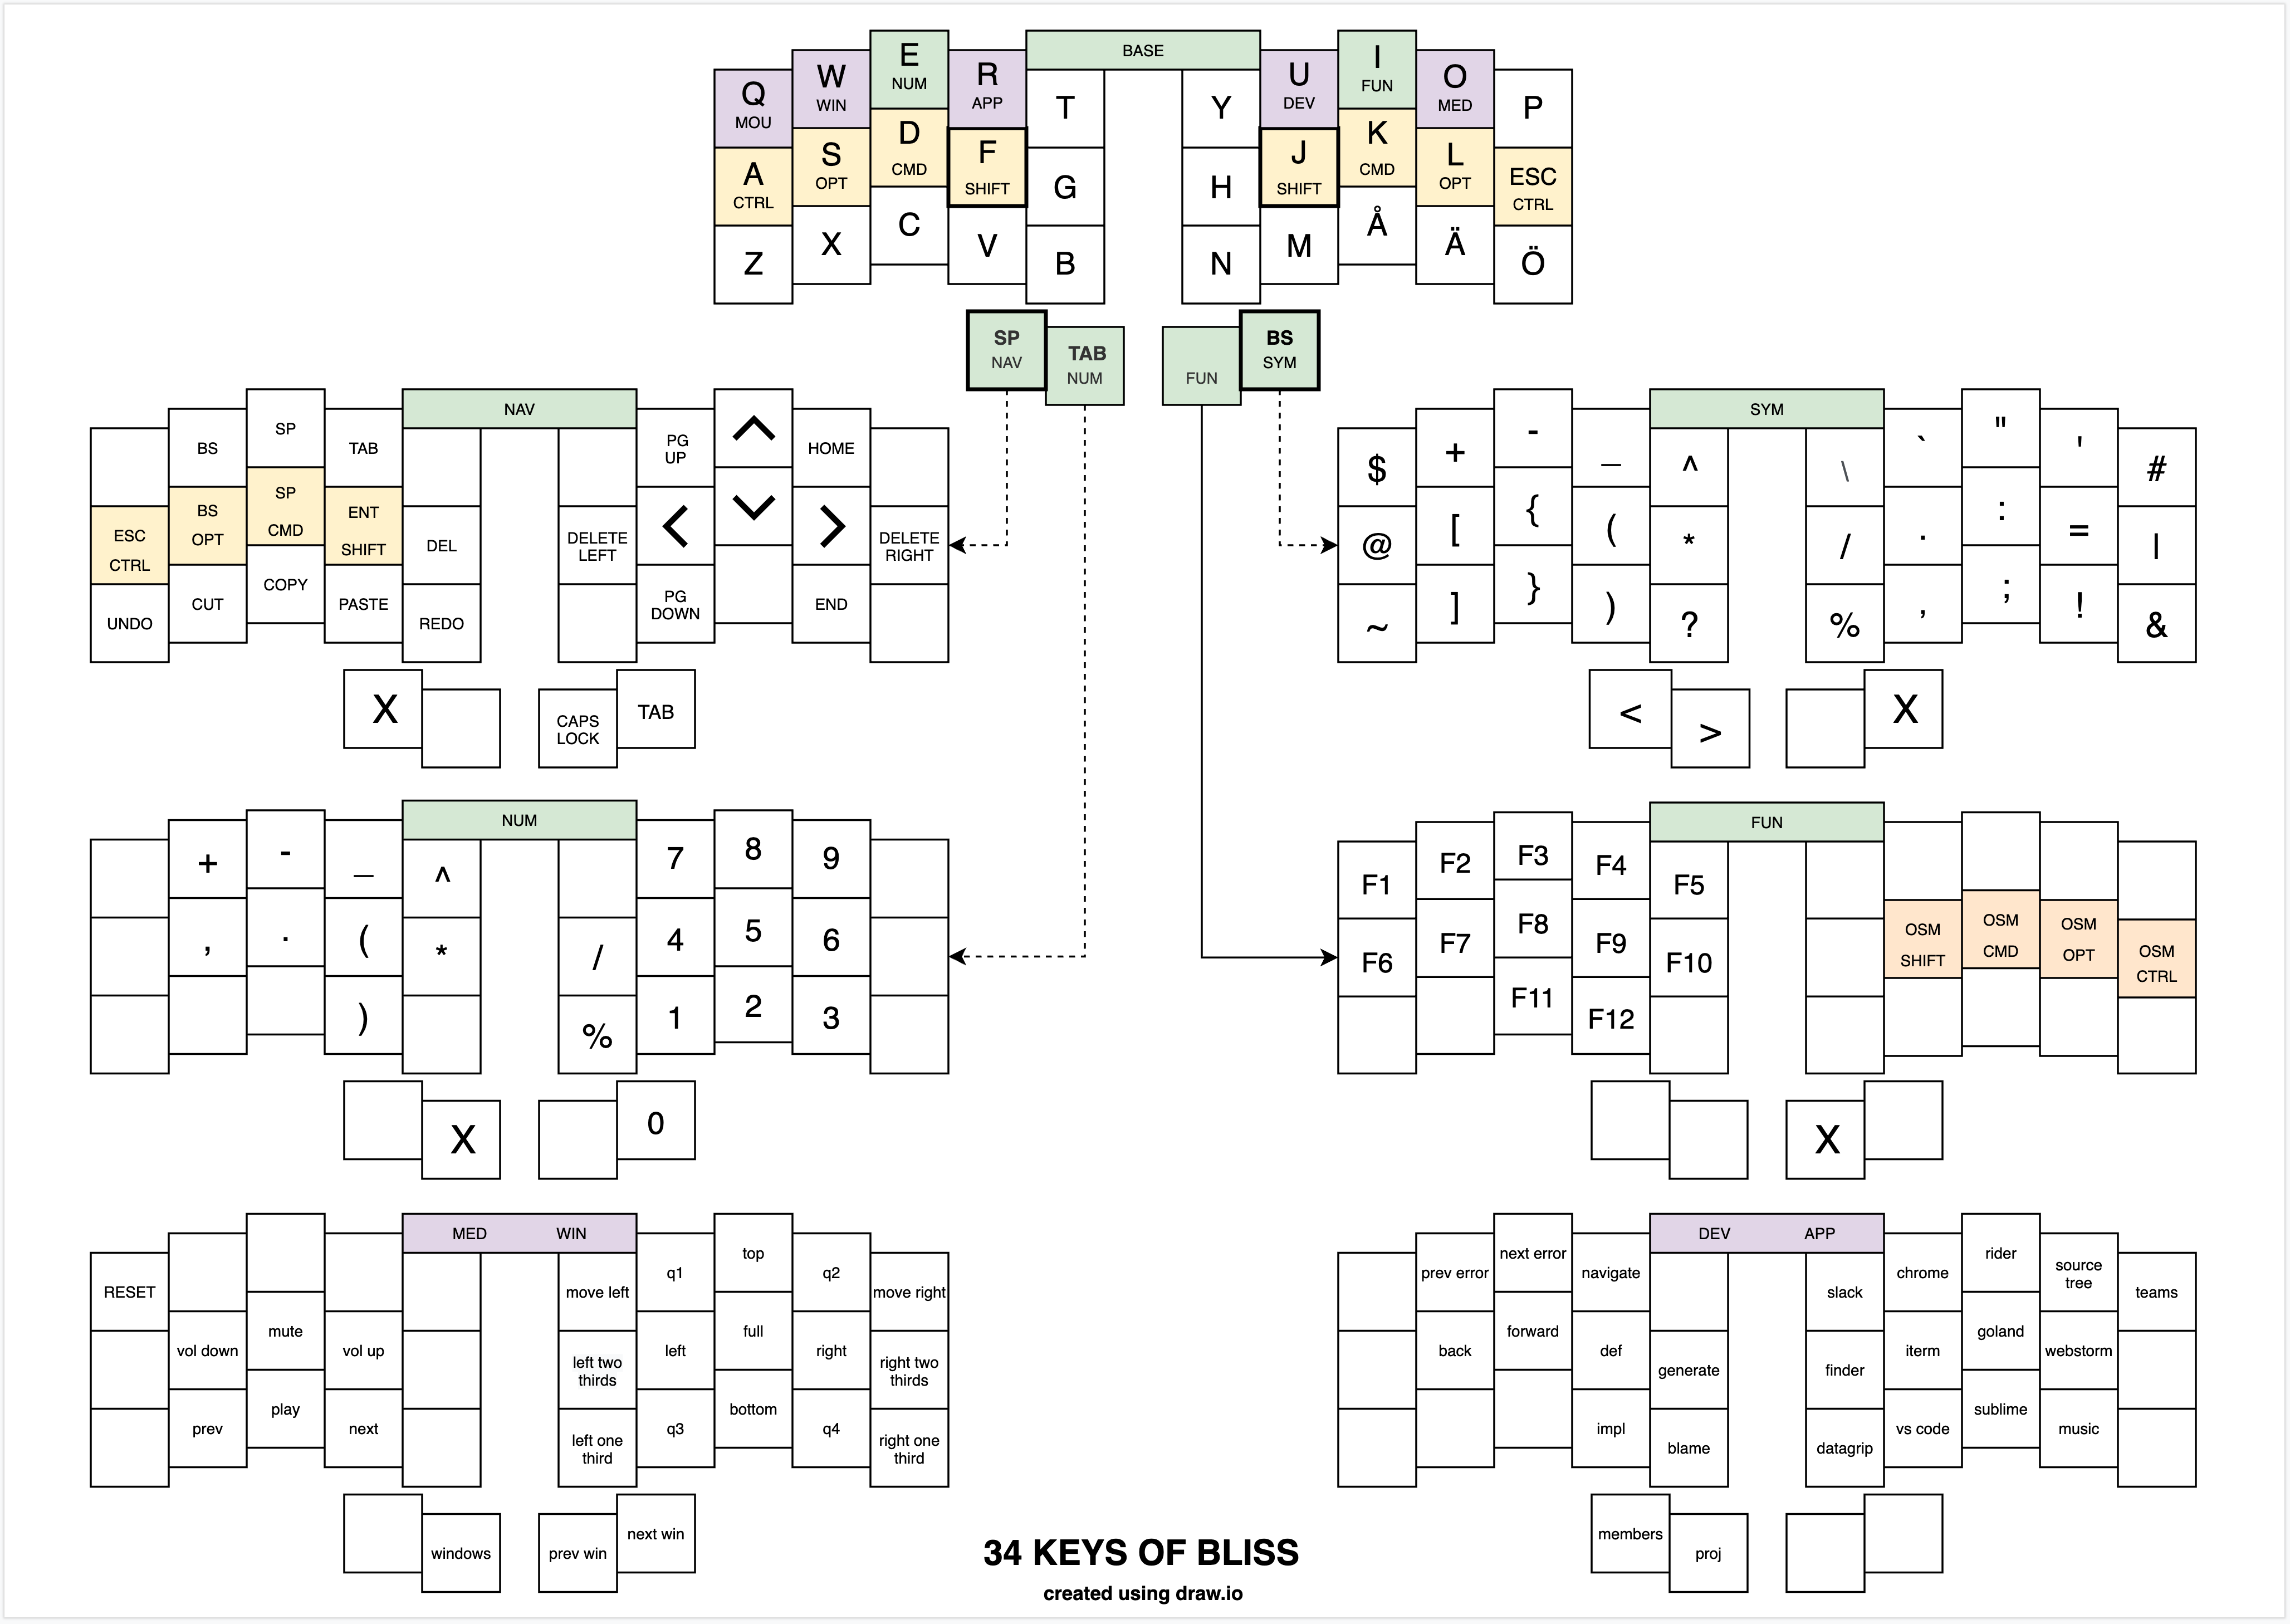 BASE
Q
MOU
W
WIN
E
NUM
R
APP
T
Y
U
DEV
I
FUN
O
MED
P
A
CTRL
S
OPT
D
CMD
F
SHIFT
G
H
J
SHIFT
K
CMD
L
OPT
ESC
CTRL
Z
X
C
V
B
N
M
Å
Ä
Ö
SP
NAV
TAB
NUM
FUN
BS
SYM
NAV
BS
SP
TAB
PG
UP
HOME
ESC
CTRL
BS
OPT
SP
CMD
ENT
SHIFT
DEL
DELETE
LEFT
DELETE
RIGHT
UNDO
CUT
COPY
PASTE
REDO
PG
DOWN
END
X
CAPS
LOCK
TAB
SYM
$
+
-
_
^
\
`
"
'
#
@
[
{
(
*
/
.
:
=
|
~
]
}
)
?
%
,
;
!
&
<
>
X
NUM
+
-
_
^
7
8
9
,
.
(
*
/
4
5
6
)
%
1
2
3
X
0
FUN
F1
F2
F3
F4
F5
F6
F7
F8
F9
F10
OSM
SHIFT
OSM
CMD
OSM
OPT
OSM
CTRL
F11
F12
X
MED WIN
RESET
move left
q1
top
q2
move right
vol down
mute
vol up
left two
thirds
left
full
right
right two
thirds
prev
play
next
left one
third
q3
bottom
q4
right one
third
windows
prev win
next win
DEV APP
prev error
next error
navigate
slack
chrome
rider
source
tree
teams
back
forward
def
generate
finder
iterm
goland
webstorm
impl
blame
datagrip
vs code
sublime
music
members
proj
34 KEYS OF BLISS
created using draw.io